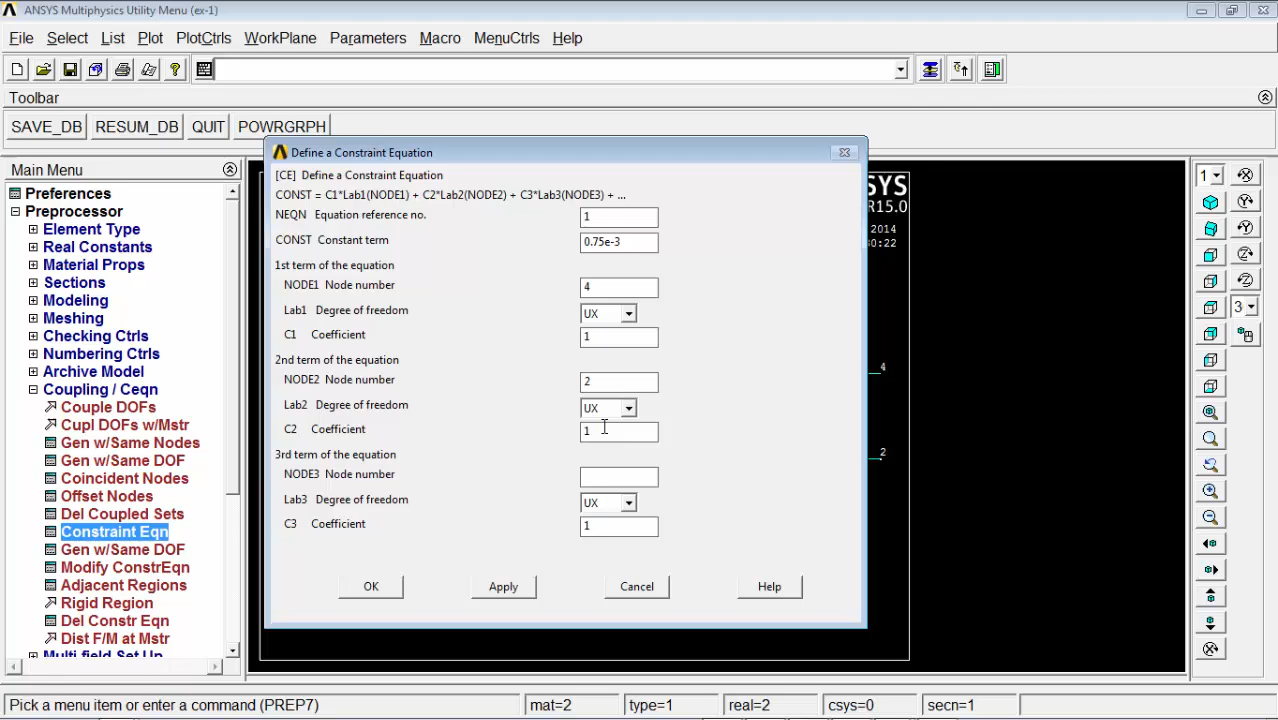 ANSYS Multiphysics Utility Menu (ex-1)
File Select List Plot PlotCtrls WorkPlane Parameters Macro MenuCtrls Help
Toolbar
SAVE_DB RESUM_DB QUIT POWRGRPH
Main Menu
Preferences
Preprocessor
Element Type
Real Constants
Material Props
Sections
Modeling
Meshing
Checking Ctrls
Numbering Ctrls
Archive Model
Coupling / Ceqn
Couple DOFs
Cupl DOFs w/Mstr
Gen w/Same Nodes
Gen w/Same DOF
Coincident Nodes
Offset Nodes
Del Coupled Sets
Constraint Eqn
Gen w/Same DOF
Modify ConstrEqn
Adjacent Regions
Rigid Region
Del Constr Eqn
Dist F/M at Mstr
Multi-field Set Up
Define a Constraint Equation
[CE] Define a Constraint Equation
CONST = C1*Lab1(NODE1) + C2*Lab2(NODE2) + C3*Lab3(NODE3) + ...
NEQN Equation reference no. 1
CONST Constant term 0.75e-3
1st term of the equation
NODE1 Node number 4
Lab1 Degree of freedom UX
C1 Coefficient 1
2nd term of the equation
NODE2 Node number 2
Lab2 Degree of freedom UX
C2 Coefficient 1
3rd term of the equation
NODE3 Node number
Lab3 Degree of freedom UX
C3 Coefficient 1
OK Apply Cancel Help
SYS
R15.0
2014
30:22
4
2
1
3
Pick a menu item or enter a command (PREP7) mat=2 type=1 real=2 csys=0 secn=1